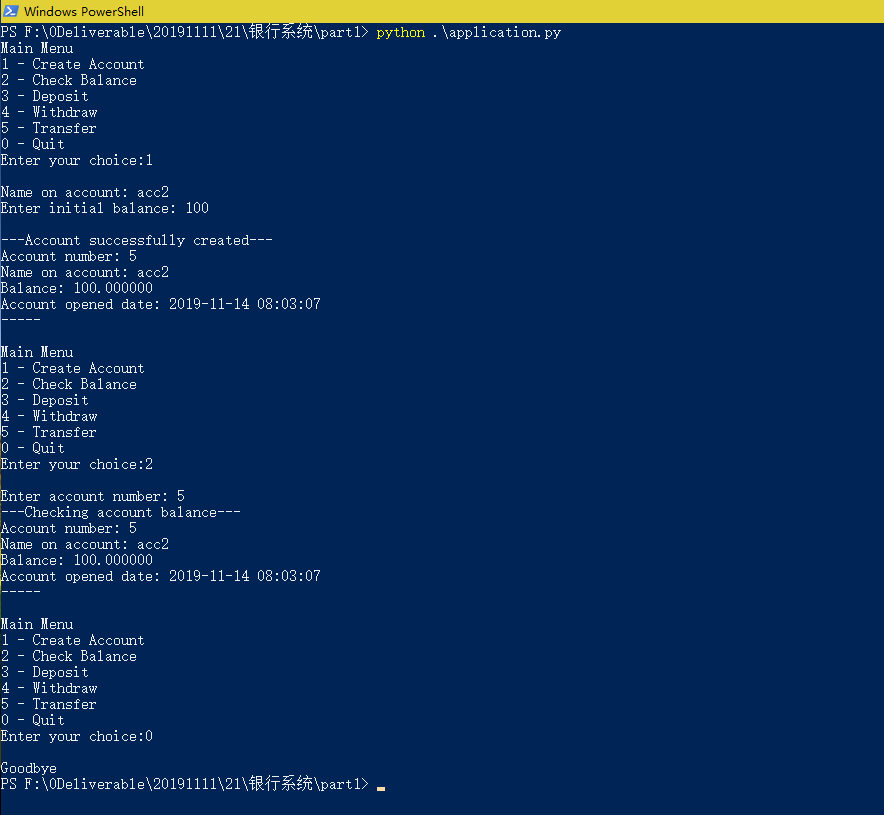 Windows PowerShell
PS F:\0Deliverable\20191111\21\银行系统\part1> python .\application.py
Main Menu
1 - Create Account
2 - Check Balance
3 - Deposit
4 - Withdraw
5 - Transfer
0 - Quit
Enter your choice:1
Name on account: acc2
Enter initial balance: 100
---Account successfully created---
Account number: 5
Name on account: acc2
Balance: 100.000000
Account opened date: 2019-11-14 08:03:07
-----
Main Menu
1 - Create Account
2 - Check Balance
3 - Deposit
4 - Withdraw
5 - Transfer
0 - Quit
Enter your choice:2
Enter account number: 5
---Checking account balance---
Account number: 5
Name on account: acc2
Balance: 100.000000
Account opened date: 2019-11-14 08:03:07
-----
Main Menu
1 - Create Account
2 - Check Balance
3 - Deposit
4 - Withdraw
5 - Transfer
0 - Quit
Enter your choice:0
Goodbye
PS F:\0Deliverable\20191111\21\银行系统\part1>